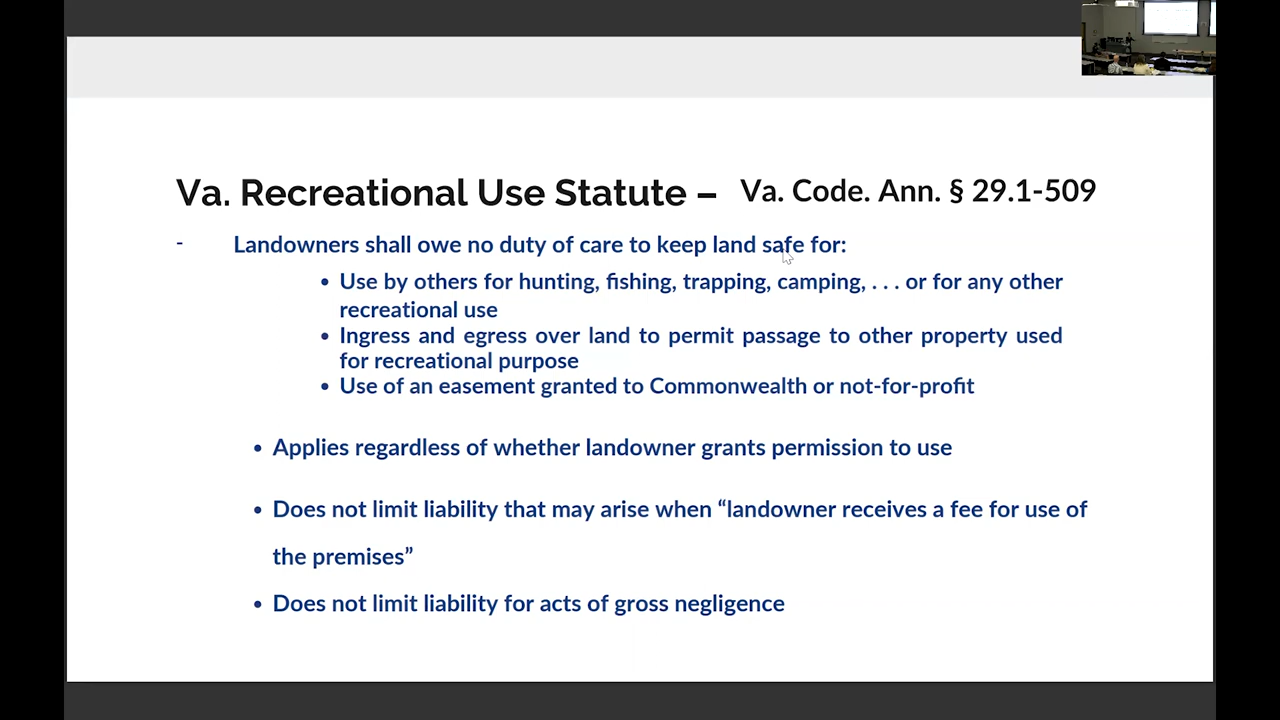 Va. Recreational Use Statute – Va. Code. Ann. § 29.1-509
- Landowners shall owe no duty of care to keep land safe for:
• Use by others for hunting, fishing, trapping, camping, . . . or for any other
recreational use
• Ingress and egress over land to permit passage to other property used
for recreational purpose
• Use of an easement granted to Commonwealth or not-for-profit
• Applies regardless of whether landowner grants permission to use
• Does not limit liability that may arise when “landowner receives a fee for use of
the premises”
• Does not limit liability for acts of gross negligence